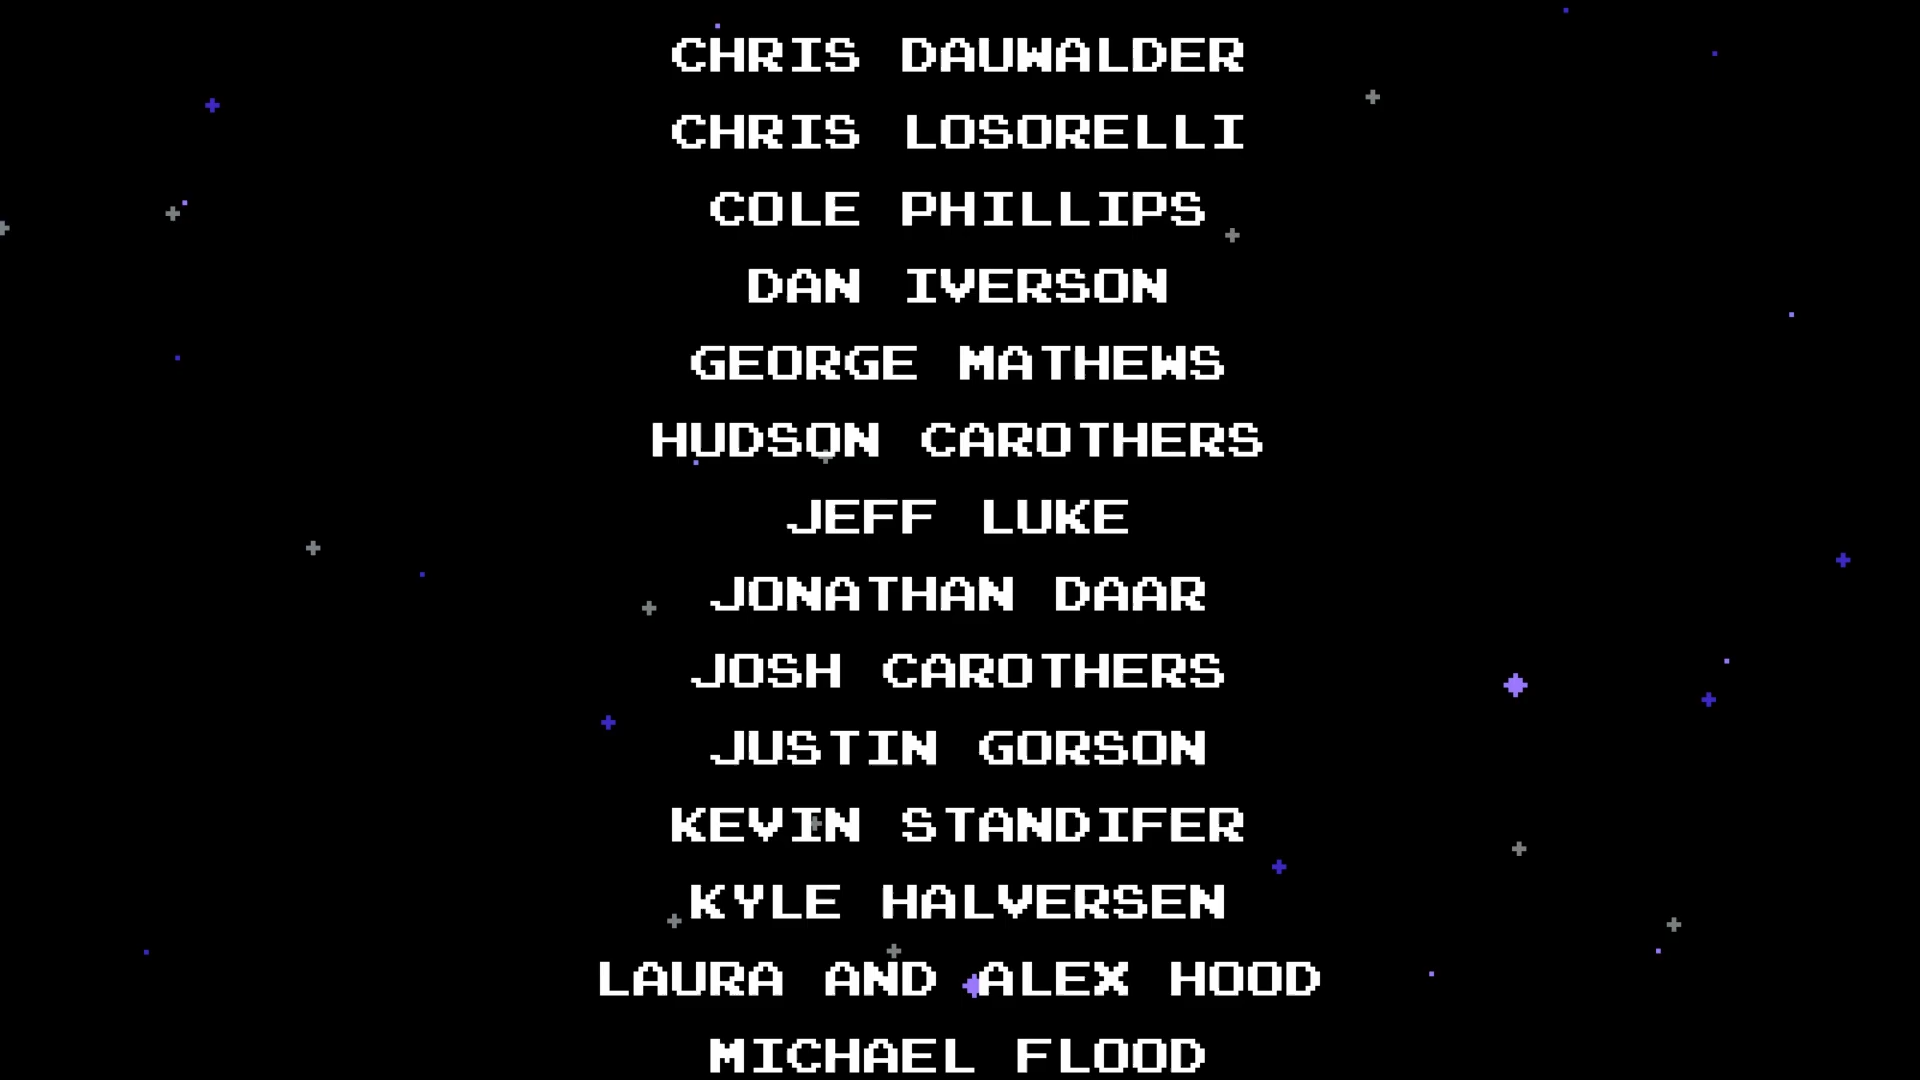 CHRIS DAUWALDER
CHRIS LOSORELLI
COLE PHILLIPS
DAN IVERSON
GEORGE MATHEWS
HUDSON CAROTHERS
JEFF LUKE
JONATHAN DAAR
JOSH CAROTHERS
JUSTIN GORSON
KEVIN STANDIFER
KYLE HALVERSEN
LAURA AND ALEX HOOD
MICHAEL FLOOD